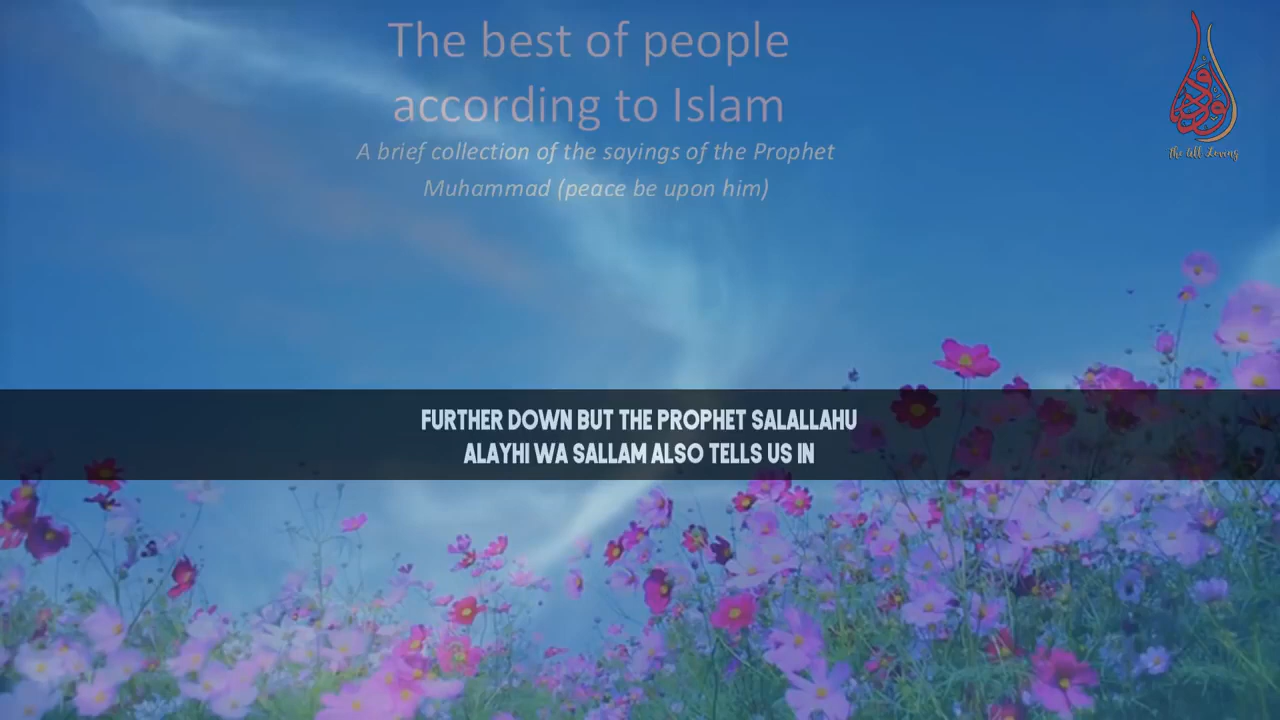 The best of people
according to Islam
A brief collection of the sayings of the Prophet
Muhammad (peace be upon him)
The All Loving
FURTHER DOWN BUT THE PROPHET SALALLAHU
ALAYHI WA SALLAM ALSO TELLS US IN